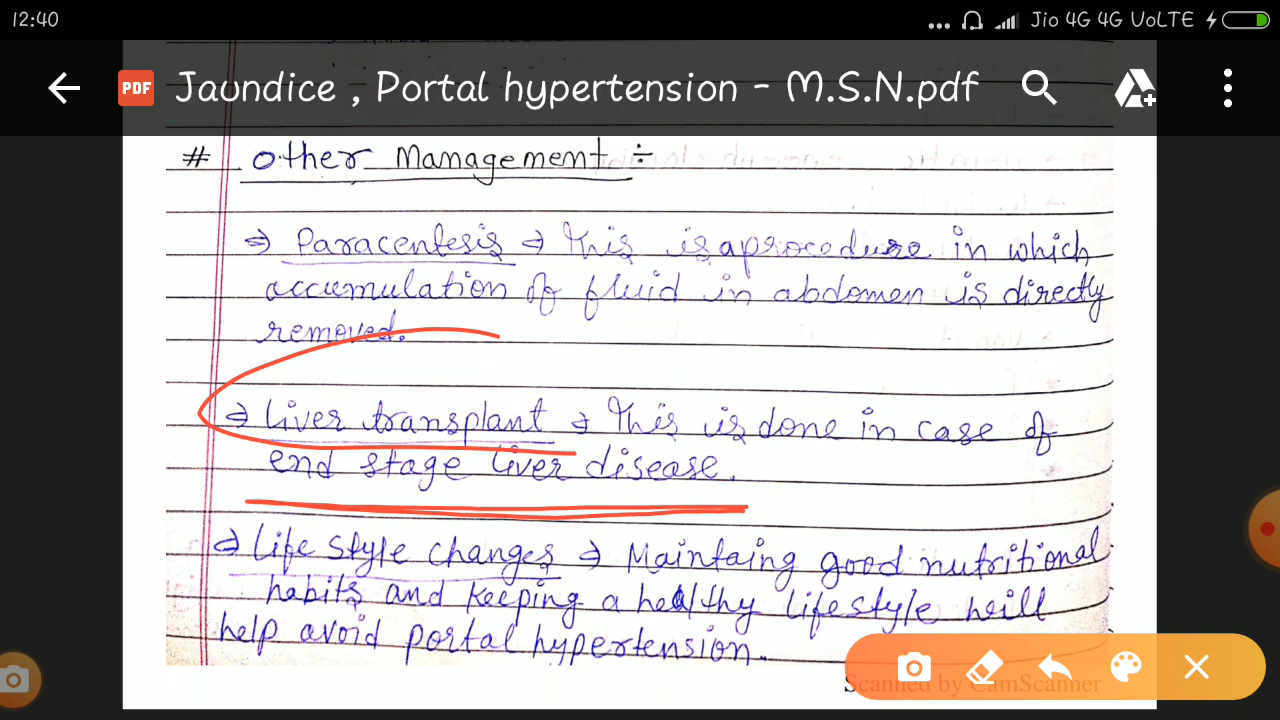 12:40
... Jio 4G 4G VoLTE
PDF Jaundice , Portal hypertension - M.S.N.pdf
# Other Management ÷
⇒ Paracentesis ⇒ This is a procedure in which
accumulation of fluid in abdomen is directly
removed.
⇒ Liver transplant ⇒ This is done in case of
end stage liver disease.
⇒ Life style changes ⇒ Maintaing good nutritional
habits and keeping a healthy lifestyle will
help avoid portal hypertension.
Scanned by CamScanner